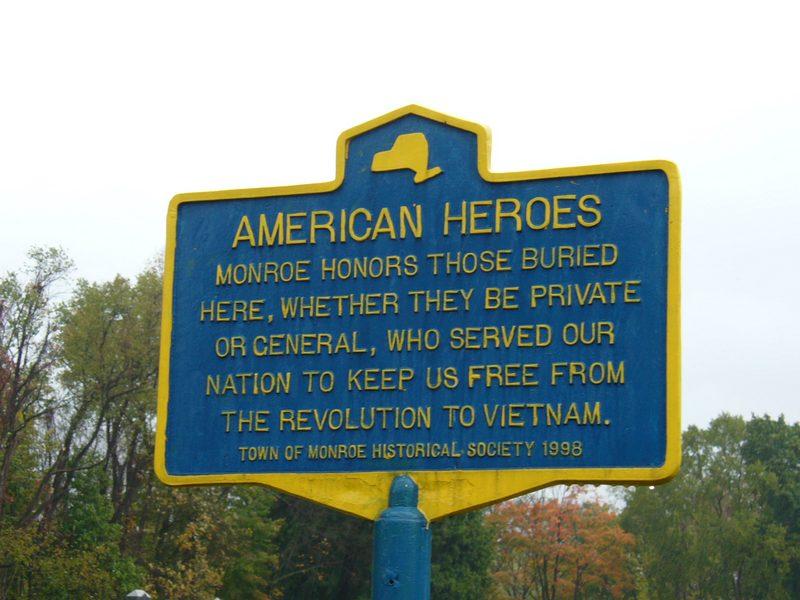 AMERICAN HEROES
MONROE HONORS THOSE BURIED
HERE, WHETHER THEY BE PRIVATE
OR GENERAL, WHO SERVED OUR
NATION TO KEEP US FREE FROM
THE REVOLUTION TO VIETNAM.
TOWN OF MONROE HISTORICAL SOCIETY 1998